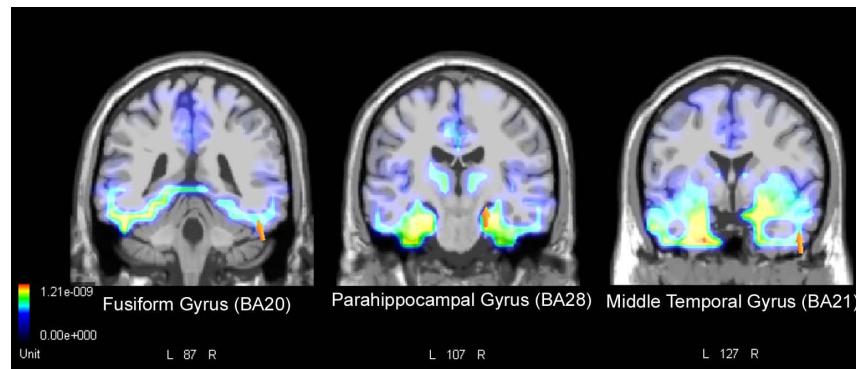 1.21e-009
0.00e+000
Unit
Fusiform Gyrus (BA20)
L 87 R
Parahippocampal Gyrus (BA28)
L 107 R
Middle Temporal Gyrus (BA21)
L 127 R